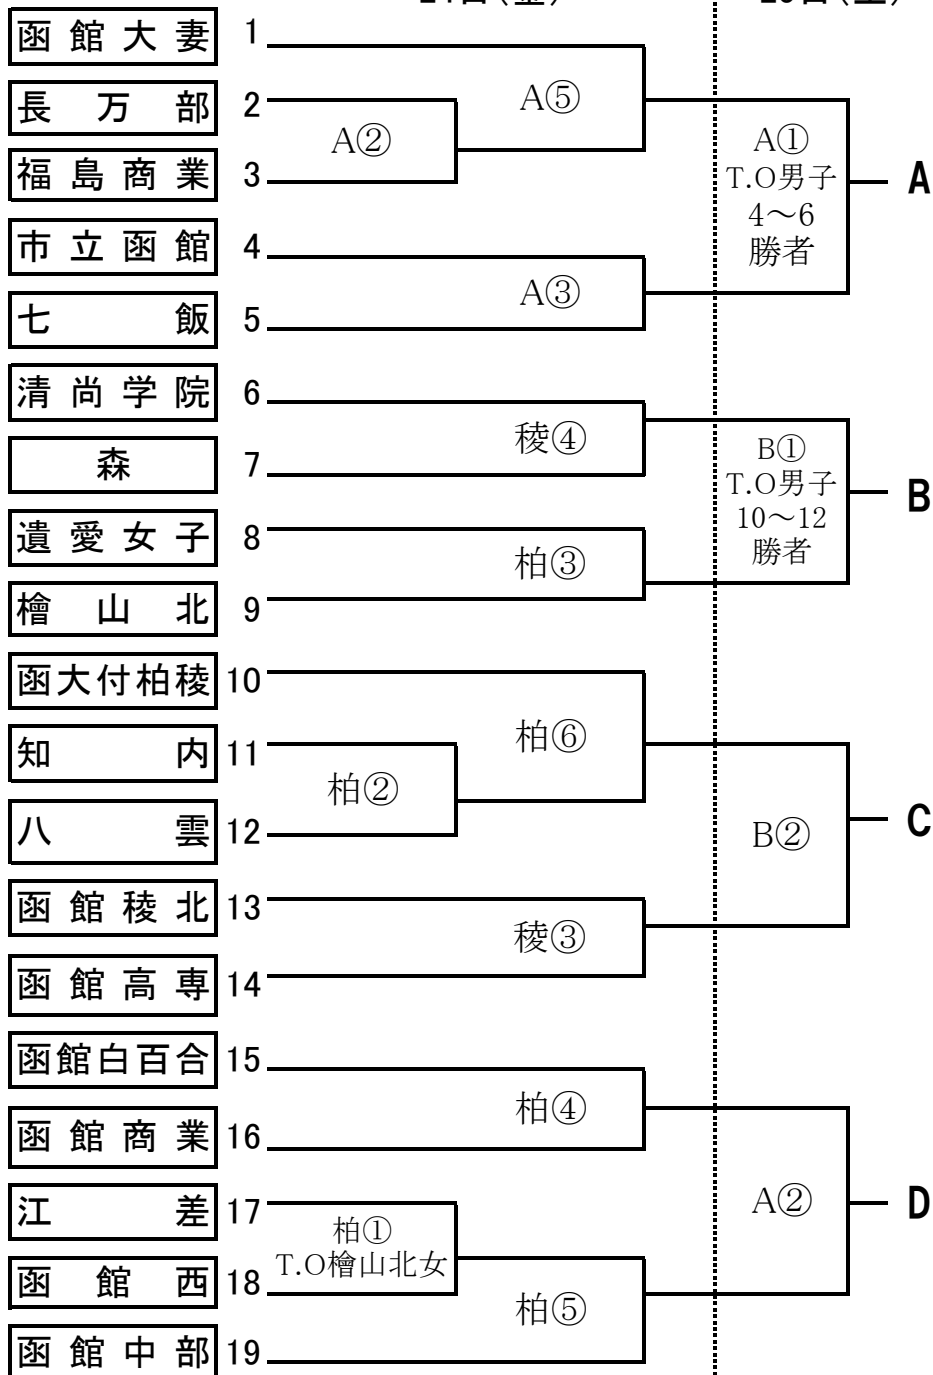 函館大妻 1
長万部 2
福島商業 3
市立函館 4
七飯 5
清尚学院 6
森 7
遺愛女子 8
檜山北 9
函大付柏稜 10
知内 11
八雲 12
函館稜北 13
函館高専 14
函館白百合 15
函館商業 16
江差 17
函館西 18
函館中部 19
A②
A⑤
A③
稜④
柏③
柏②
柏⑥
稜③
柏④
柏①
T.O檜山北女
柏⑤
A①
T.O男子
4～6
勝者
A
B①
T.O男子
10～12
勝者
B
B②
C
A②
D